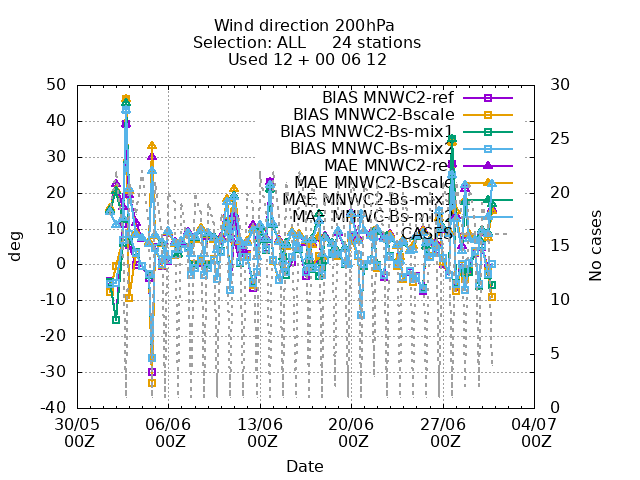 Wind direction 200hPa
Selection: ALL 24 stations
Used 12 + 00 06 12
BIAS MNWC2-ref
BIAS MNWC2-Bscale
BIAS MNWC2-Bs-mix1
BIAS MNWC-Bs-mix2
MAE MNWC2-ref
MAE MNWC2-Bscale
MAE MNWC2-Bs-mix1
MAE MNWC-Bs-mix2
CASES
50
40
30
20
10
0
-10
-20
-30
-40
deg
30
25
20
15
10
5
0
No cases
30/05 06/06 13/06 20/06 27/06 04/07
00Z 00Z 00Z 00Z 00Z 00Z
Date